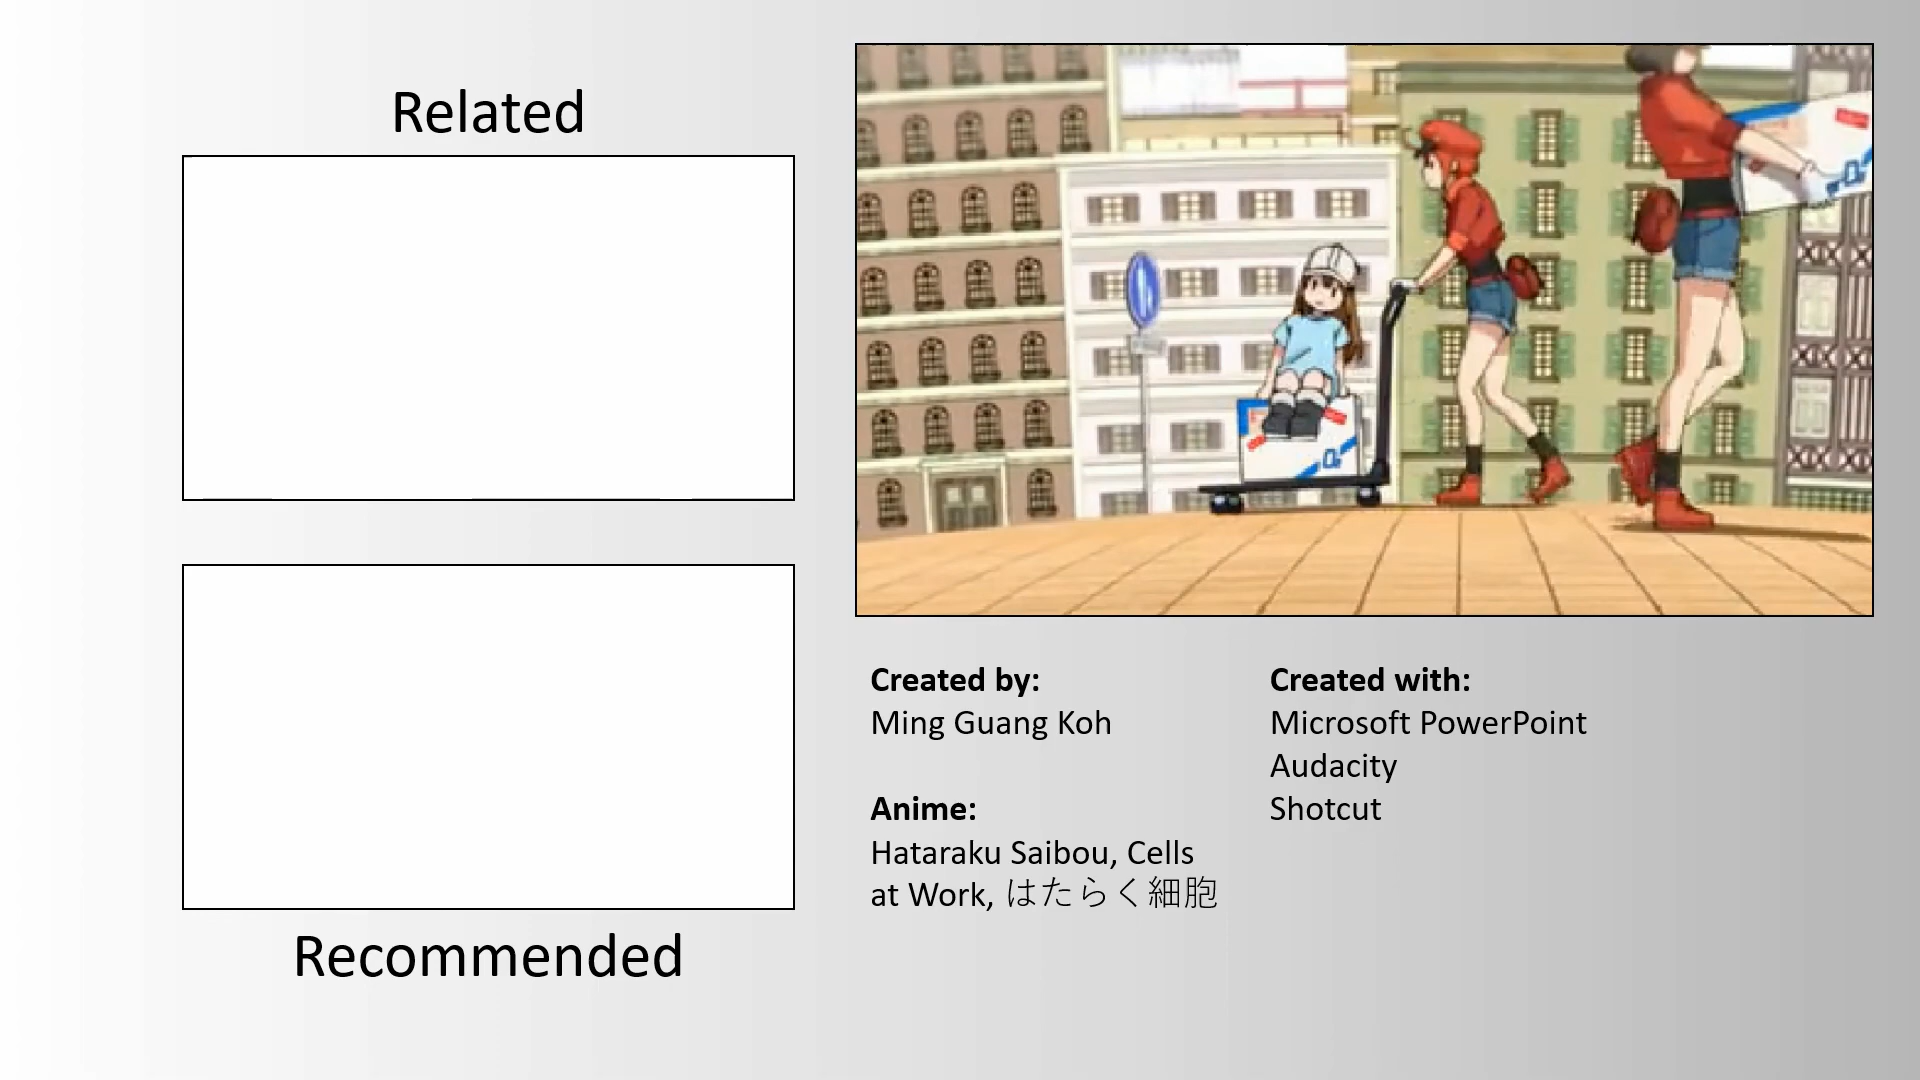 Related
Recommended
O₂
Created by:
Ming Guang Koh
Anime:
Hataraku Saibou, Cells
at Work, はたらく細胞
Created with:
Microsoft PowerPoint
Audacity
Shotcut